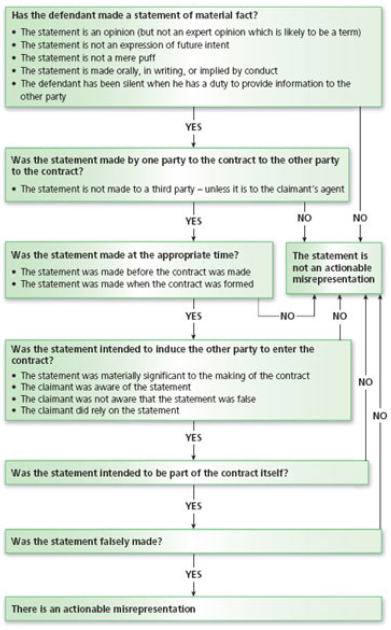 Has the defendant made a statement of material fact?
• The statement is an opinion (but not an expert opinion which is likely to be a term)
• The statement is not an expression of future intent
• The statement is not a mere puff
• The statement is made orally, in writing, or implied by conduct
• The defendant has been silent when he has a duty to provide information to the
other party
YES
Was the statement made by one party to the contract to the other party
to the contract?
• The statement is not made to a third party – unless it is to the claimant's agent
YES
NO
NO
Was the statement made at the appropriate time?
• The statement was made before the contract was made
• The statement was made when the contract was formed
The statement is
not an actionable
misrepresentation
YES
NO
NO
Was the statement intended to induce the other party to enter the
contract?
• The statement was materially significant to the making of the contract
• The claimant was aware of the statement
• The claimant was not aware that the statement was false
• The claimant did rely on the statement
NO
NO
YES
Was the statement intended to be part of the contract itself?
YES
Was the statement falsely made?
YES
There is an actionable misrepresentation